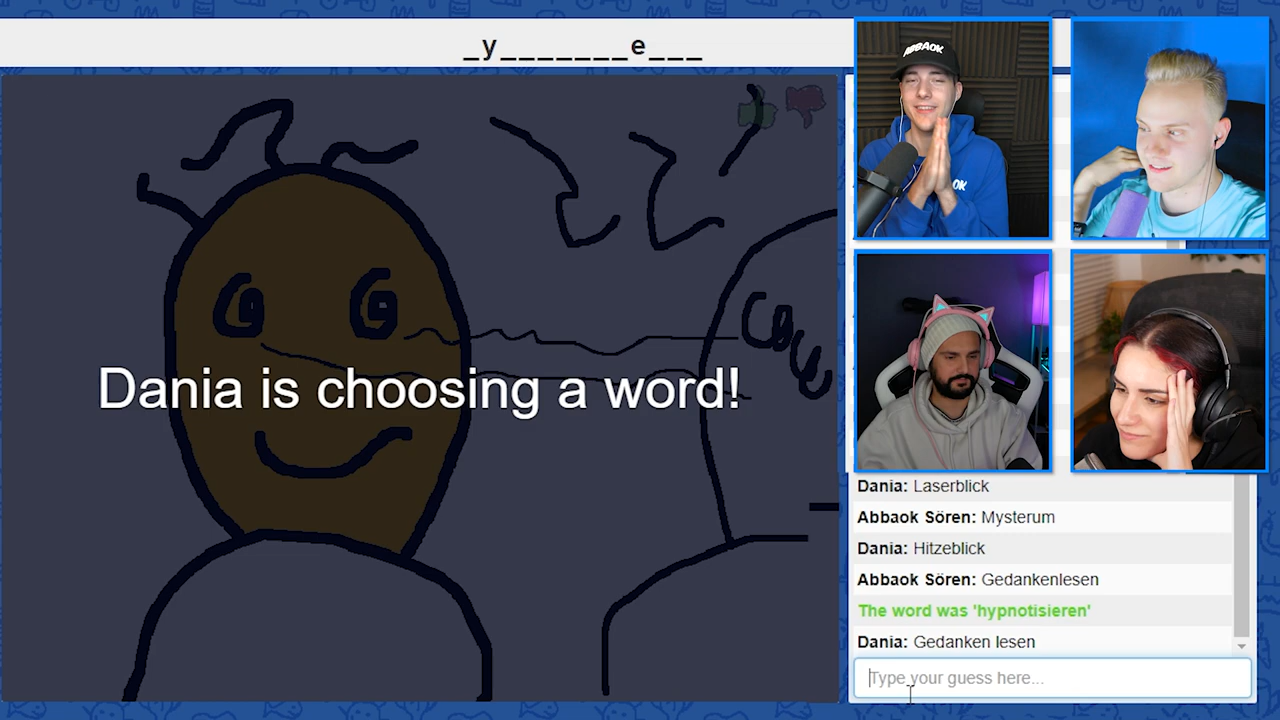 _y_______e___
ABBAOK
OK
Dania is choosing a word!
Dania: Laserblick
Abbaok Sören: Mysterum
Dania: Hitzeblick
Abbaok Sören: Gedankenlesen
The word was 'hypnotisieren'
Dania: Gedanken lesen
Type your guess here...